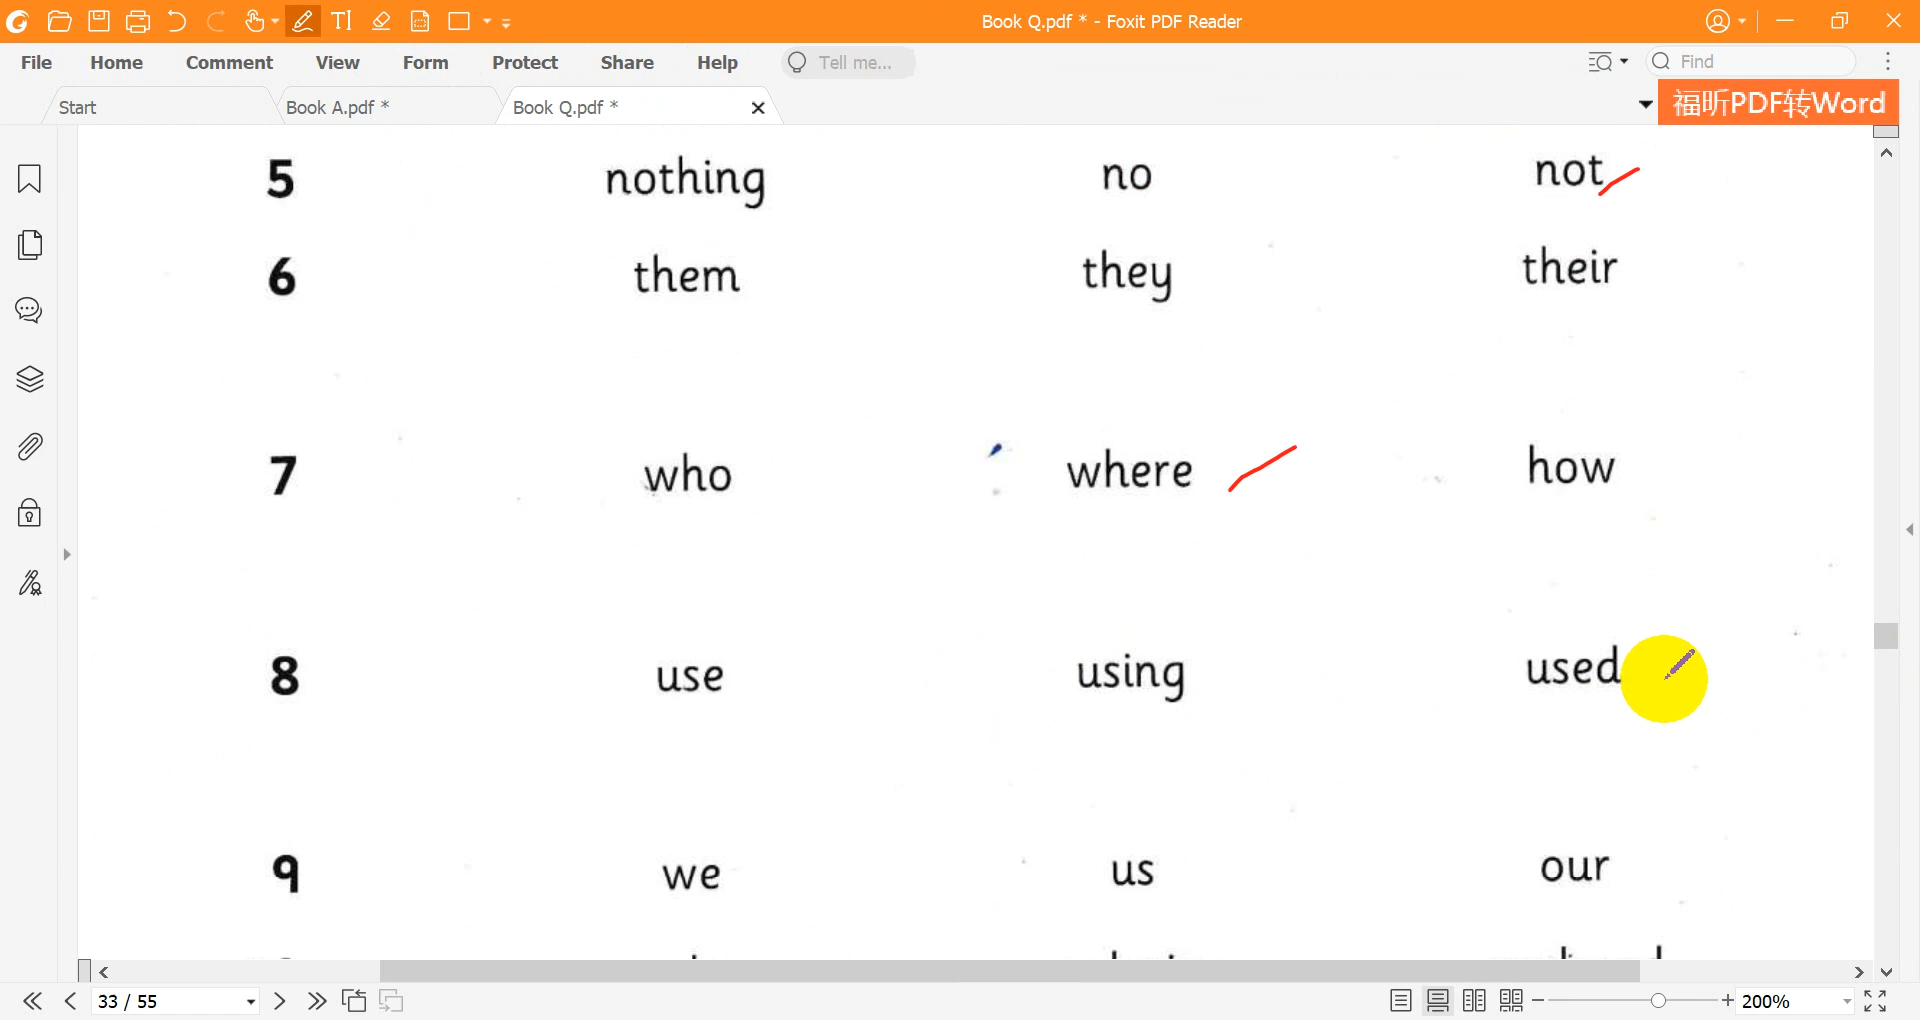 Book Q.pdf * - Foxit PDF Reader
File Home Comment View Form Protect Share Help Tell me... Find
Start Book A.pdf * Book Q.pdf * 福昕PDF转Word
5 nothing no not
6 them they their
7 who where how
8 use using used
9 we us our
33 / 55 200%